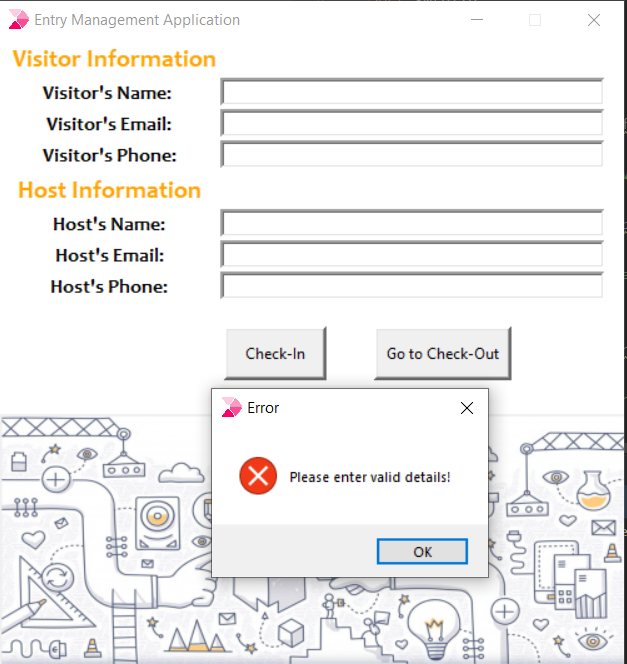 Entry Management Application
Visitor Information
Visitor's Name:
Visitor's Email:
Visitor's Phone:
Host Information
Host's Name:
Host's Email:
Host's Phone:
Check-In Go to Check-Out
Error
Please enter valid details!
OK